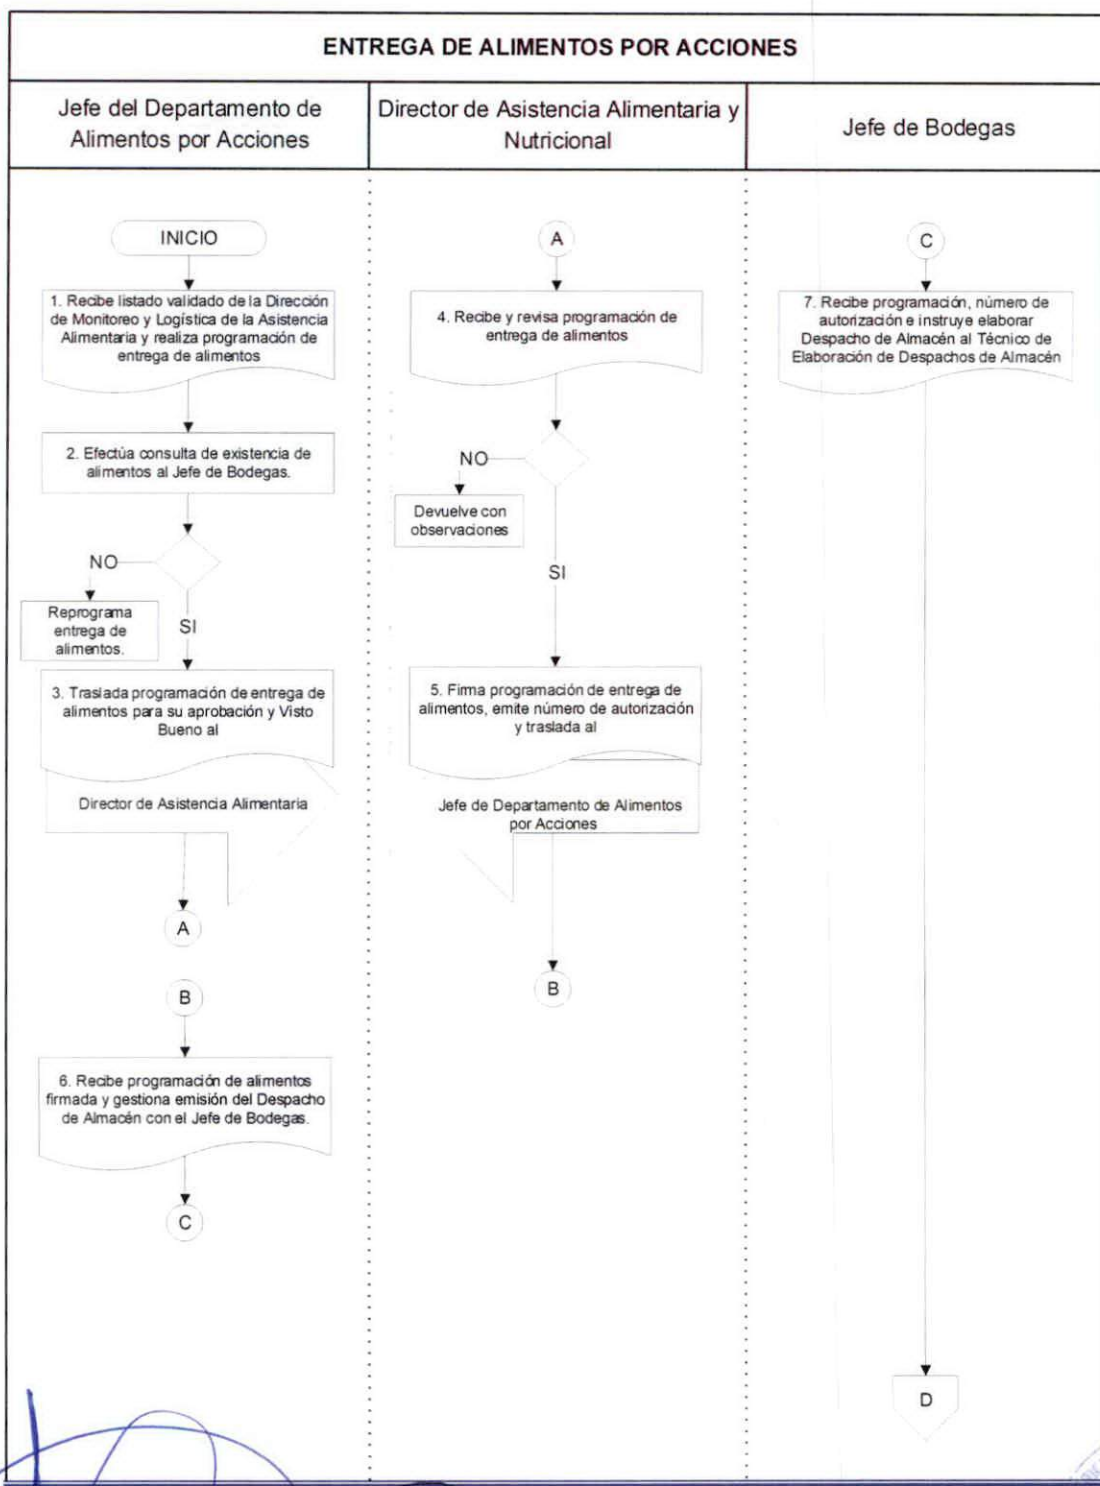 ENTREGA DE ALIMENTOS POR ACCIONES
Jefe del Departamento de
Alimentos por Acciones
Director de Asistencia Alimentaria y
Nutricional
Jefe de Bodegas
INICIO
1. Recibe listado validado de la Dirección
de Monitoreo y Logística de la Asistencia
Alimentaria y realiza programación de
entrega de alimentos
2. Efectúa consulta de existencia de
alimentos al Jefe de Bodegas.
NO
Reprograma
entrega de
alimentos.
SI
3. Traslada programación de entrega de
alimentos para su aprobación y Visto
Bueno al
Director de Asistencia Alimentaria
A
B
6. Recibe programación de alimentos
firmada y gestiona emisión del Despacho
de Almacén con el Jefe de Bodegas.
C
A
4. Recibe y revisa programación de
entrega de alimentos
NO
Devuelve con
observaciones
SI
5. Firma programación de entrega de
alimentos, emite número de autorización
y traslada al
Jefe de Departamento de Alimentos
por Acciones
B
C
7. Recibe programación, número de
autorización e instruye elaborar
Despacho de Almacén al Técnico de
Elaboración de Despachos de Almacén
D